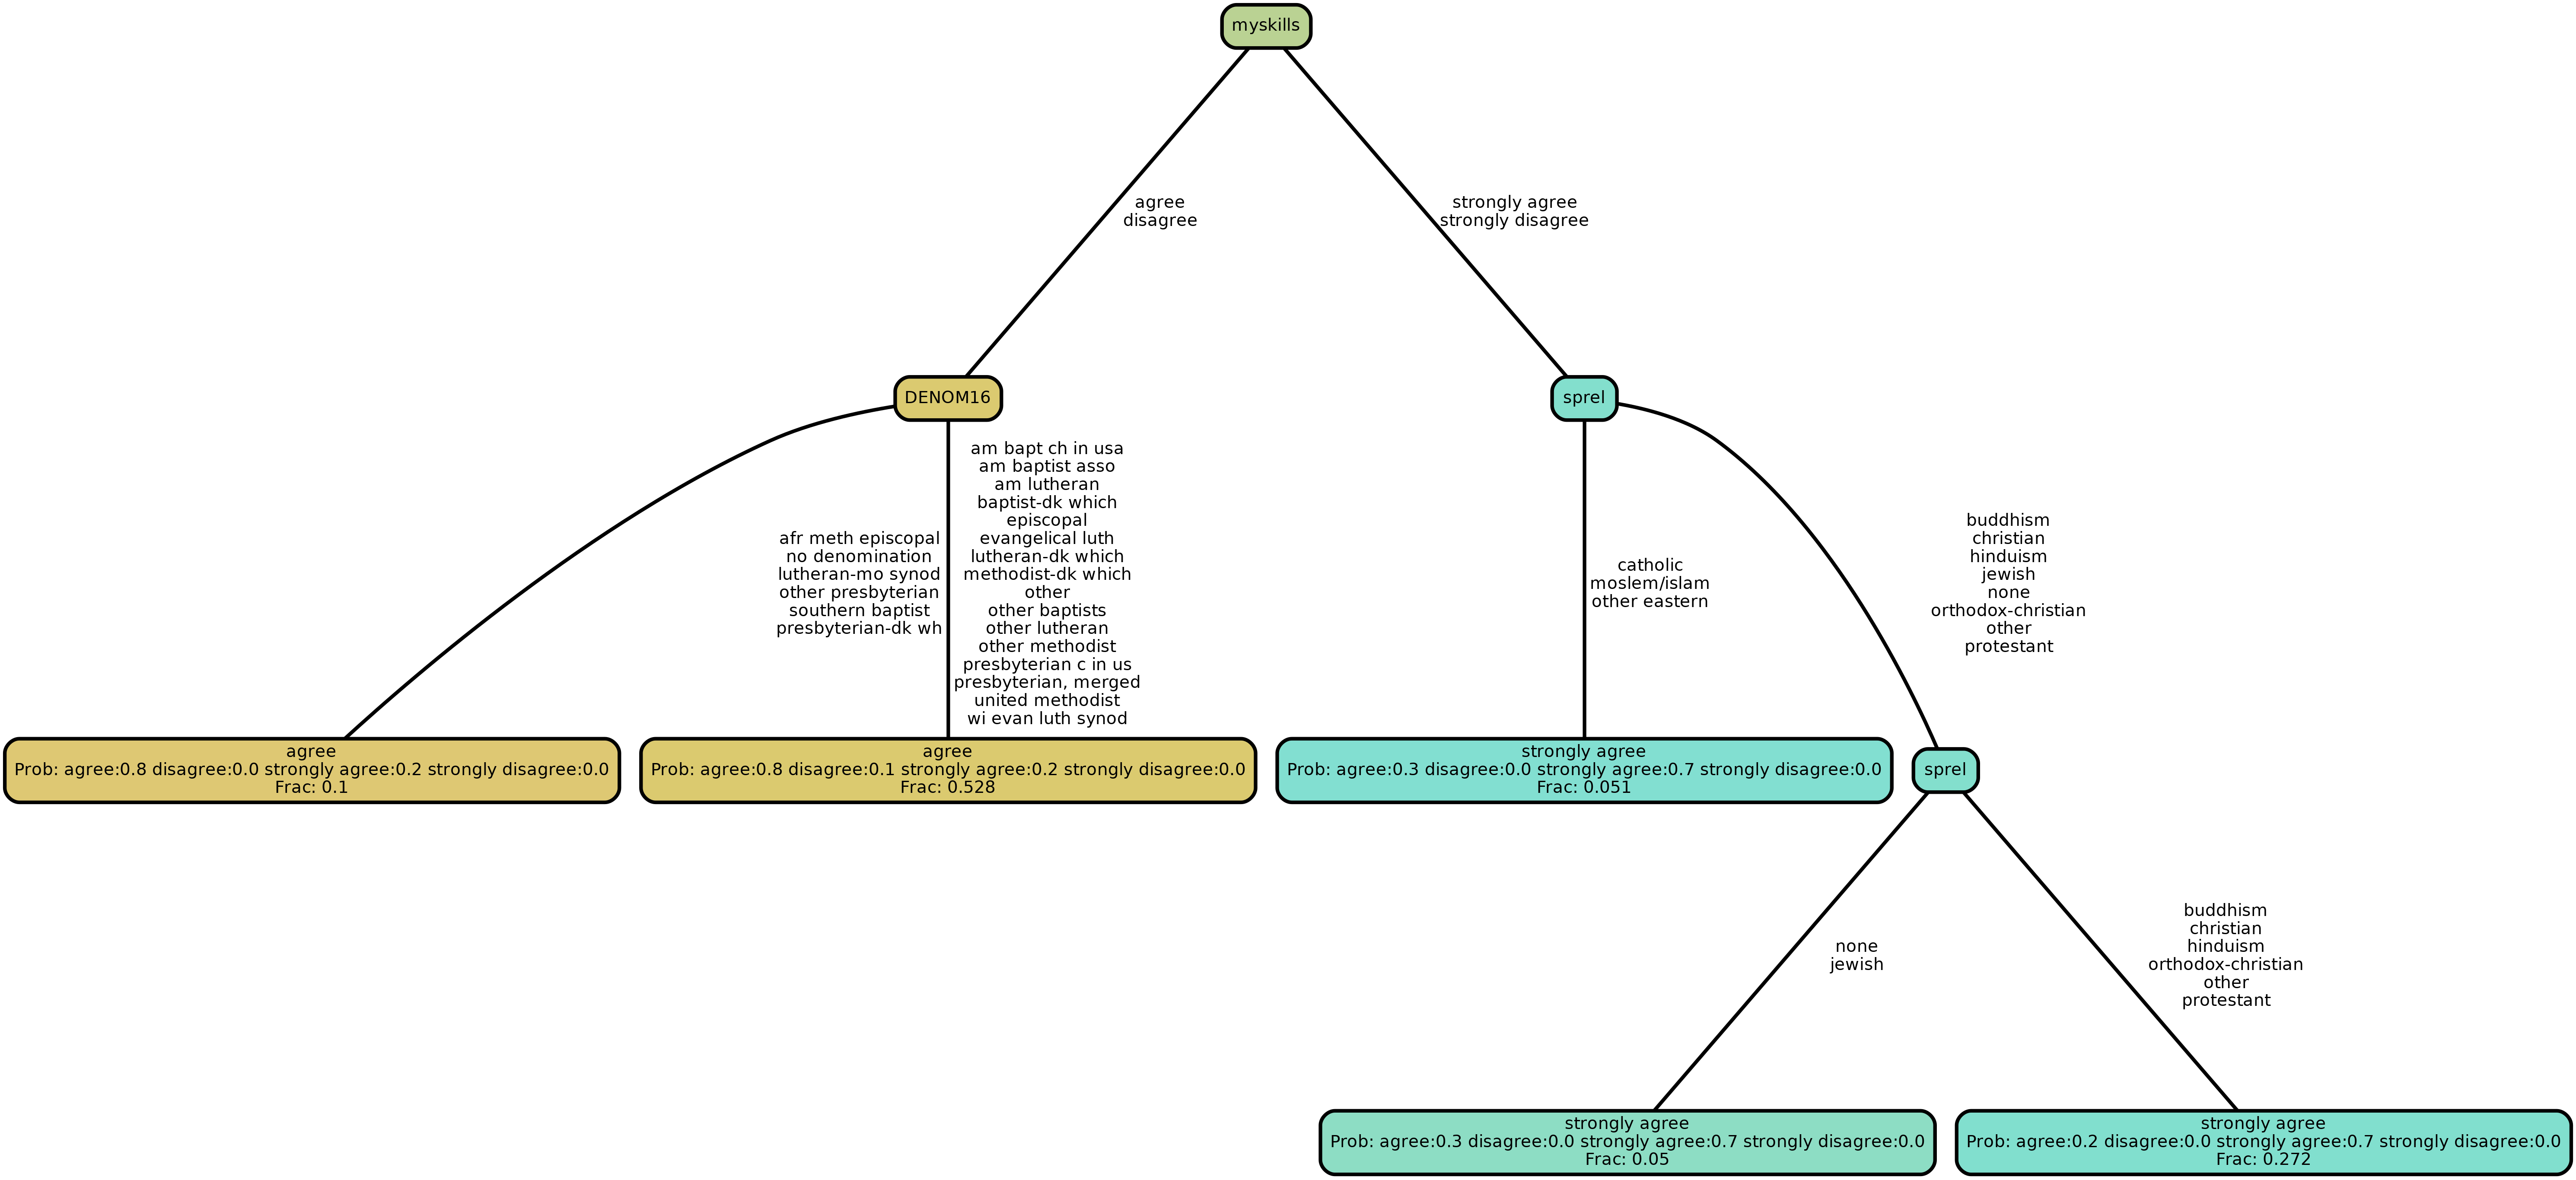 myskills
agree
disagree
strongly agree
strongly disagree
DENOM16
sprel
afr meth episcopal
no denomination
lutheran-mo synod
other presbyterian
southern baptist
presbyterian-dk wh
am bapt ch in usa
am baptist asso
am lutheran
baptist-dk which
episcopal
evangelical luth
lutheran-dk which
methodist-dk which
other
other baptists
other lutheran
other methodist
presbyterian c in us
presbyterian, merged
united methodist
wi evan luth synod
catholic
moslem/islam
other eastern
buddhism
christian
hinduism
jewish
none
orthodox-christian
other
protestant
agree
Prob: agree:0.8 disagree:0.0 strongly agree:0.2 strongly disagree:0.0
Frac: 0.1
agree
Prob: agree:0.8 disagree:0.1 strongly agree:0.2 strongly disagree:0.0
Frac: 0.528
strongly agree
Prob: agree:0.3 disagree:0.0 strongly agree:0.7 strongly disagree:0.0
Frac: 0.051
sprel
none
jewish
buddhism
christian
hinduism
orthodox-christian
other
protestant
strongly agree
Prob: agree:0.3 disagree:0.0 strongly agree:0.7 strongly disagree:0.0
Frac: 0.05
strongly agree
Prob: agree:0.2 disagree:0.0 strongly agree:0.7 strongly disagree:0.0
Frac: 0.272